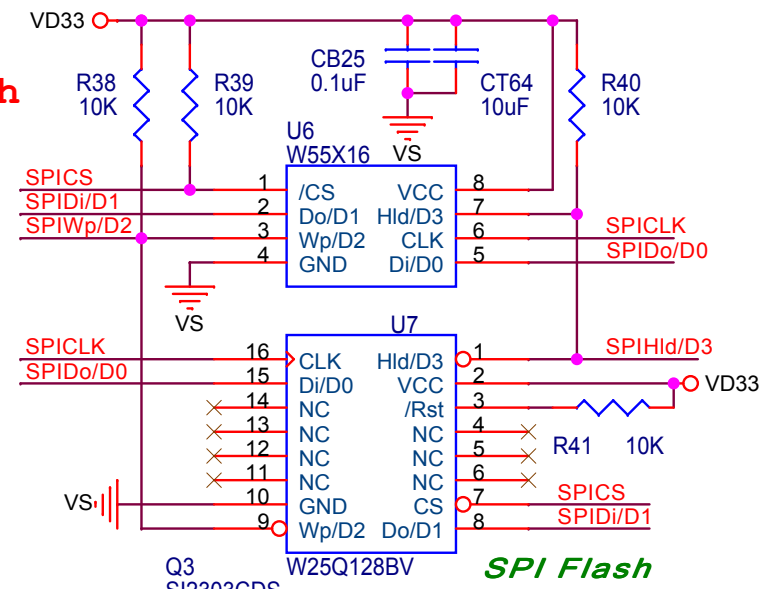 VD33
h
R38
10K
R39
10K
CB25
0.1uF
CT64
10uF
R40
10K
VS
U6
W55X16
SPICS
1 /CS VCC 8
SPIDi/D1
2 Do/D1 Hld/D3 7
SPIWp/D2
3 Wp/D2 CLK 6
SPICLK
4 GND Di/D0 5
SPIDo/D0
VS
U7
SPICLK
16 CLK Hld/D3 1
SPIHld/D3
SPIDo/D0
15 Di/D0 VCC 2
VD33
14 NC /Rst 3
13 NC NC 4
R41 10K
12 NC NC 5
11 NC NC 6
VS
10 GND CS 7
SPICS
9 Wp/D2 Do/D1 8
SPIDi/D1
W25Q128BV
SPI Flash
Q3
SI2303CDS